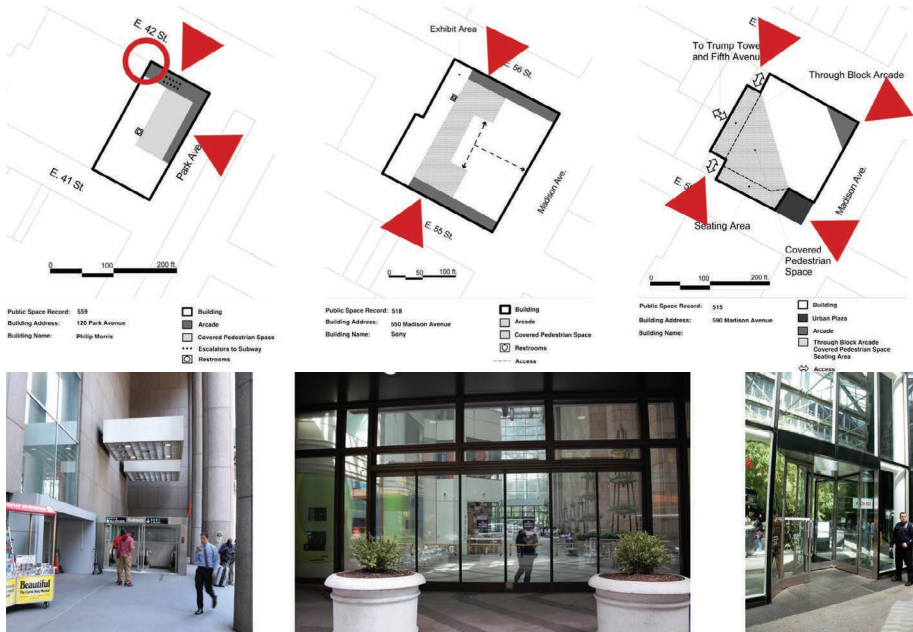 E. 42 St.
Park Ave.
E. 41 St.
0 100 200 ft.
Public Space Record: 559
Building Address: 120 Park Avenue
Building Name: Philip Morris
Building
Arcade
Covered Pedestrian Space
Escalators to Subway
Restrooms
Exhibit Area
E. 56 St.
Madison Ave.
E. 55 St.
0 50 100 ft.
Public Space Record: 518
Building Address: 550 Madison Avenue
Building Name: Sony
Building
Arcade
Covered Pedestrian Space
Restrooms
Access
To Trump Towe
and Fifth Avenu
Through Block Arcade
Madison Ave.
Seating Area
Covered
Pedestrian
Space
0 100 200 ft.
Public Space Record: 515
Building Address: 590 Madison Avenue
Building Name:
Building
Urban Plaza
Arcade
Through Block Arcade
Covered Pedestrian Space
Seating Area
Access
Subway
Beautiful